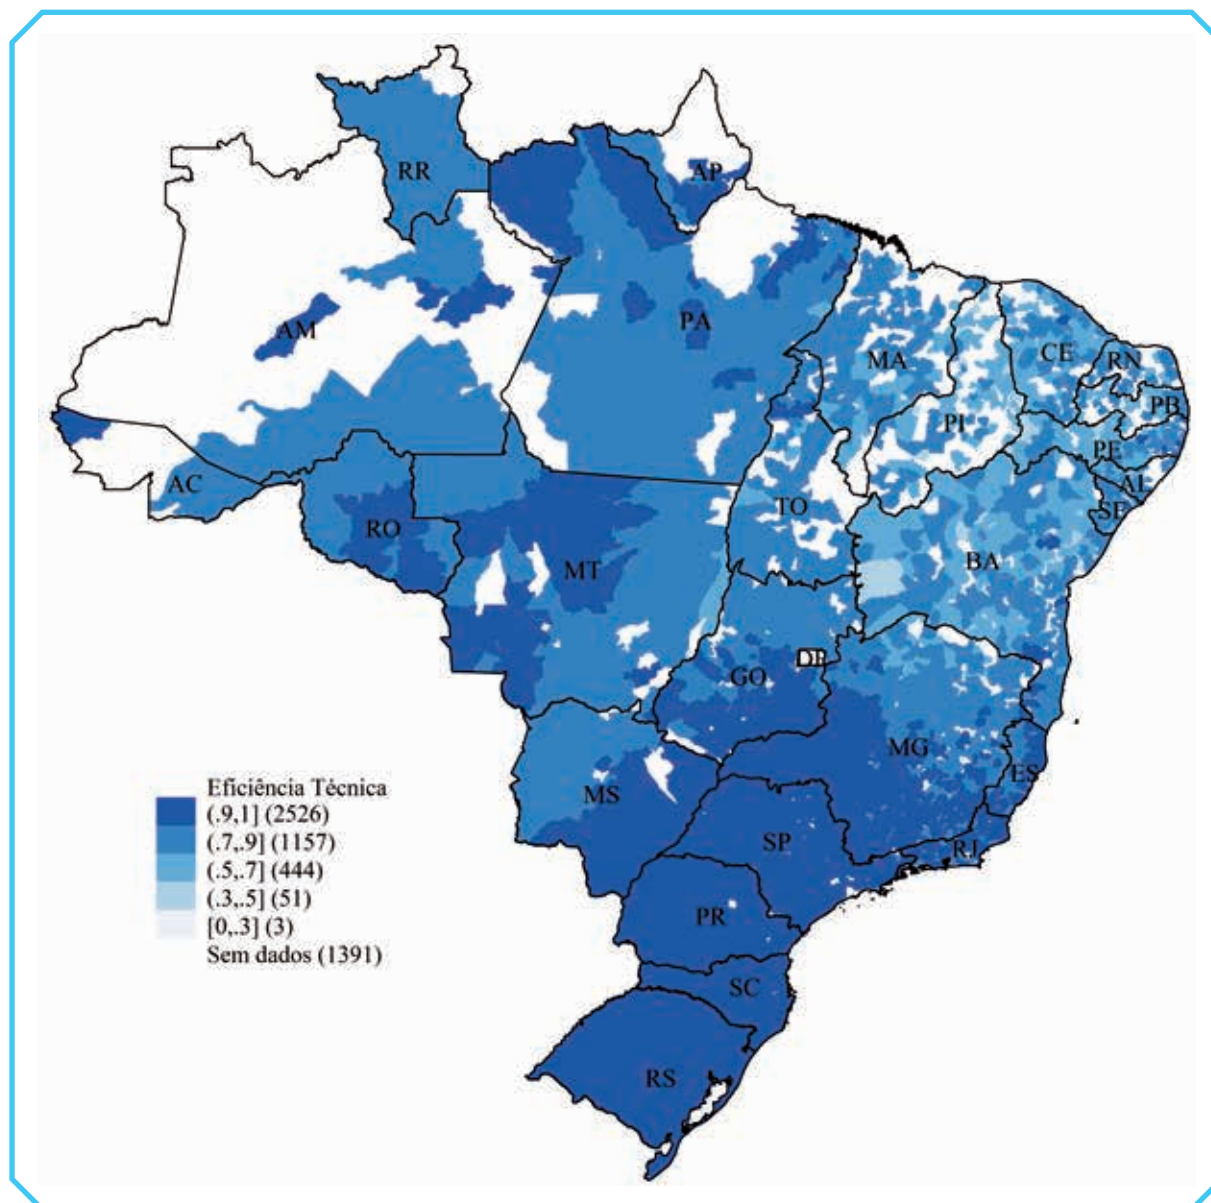 RR
AP
AM
PA
MA
CE
RN
PB
PI
PE
AL
SE
AC
RO
TO
BA
MT
DF
GO
MG
ES
MS
SP
RJ
PR
SC
RS
Eficiência Técnica
(.9,1] (2526)
(.7,.9] (1157)
(.5,.7] (444)
(.3,.5] (51)
[0,.3] (3)
Sem dados (1391)